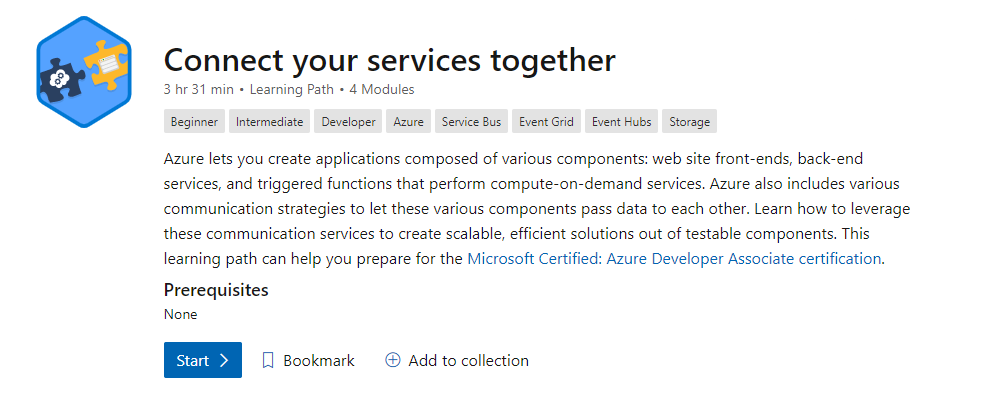 Connect your services together
3 hr 31 min • Learning Path • 4 Modules
Beginner Intermediate Developer Azure Service Bus Event Grid Event Hubs Storage
Azure lets you create applications composed of various components: web site front-ends, back-end
services, and triggered functions that perform compute-on-demand services. Azure also includes various
communication strategies to let these various components pass data to each other. Learn how to leverage
these communication services to create scalable, efficient solutions out of testable components. This
learning path can help you prepare for the Microsoft Certified: Azure Developer Associate certification.
Prerequisites
None
Start Bookmark Add to collection